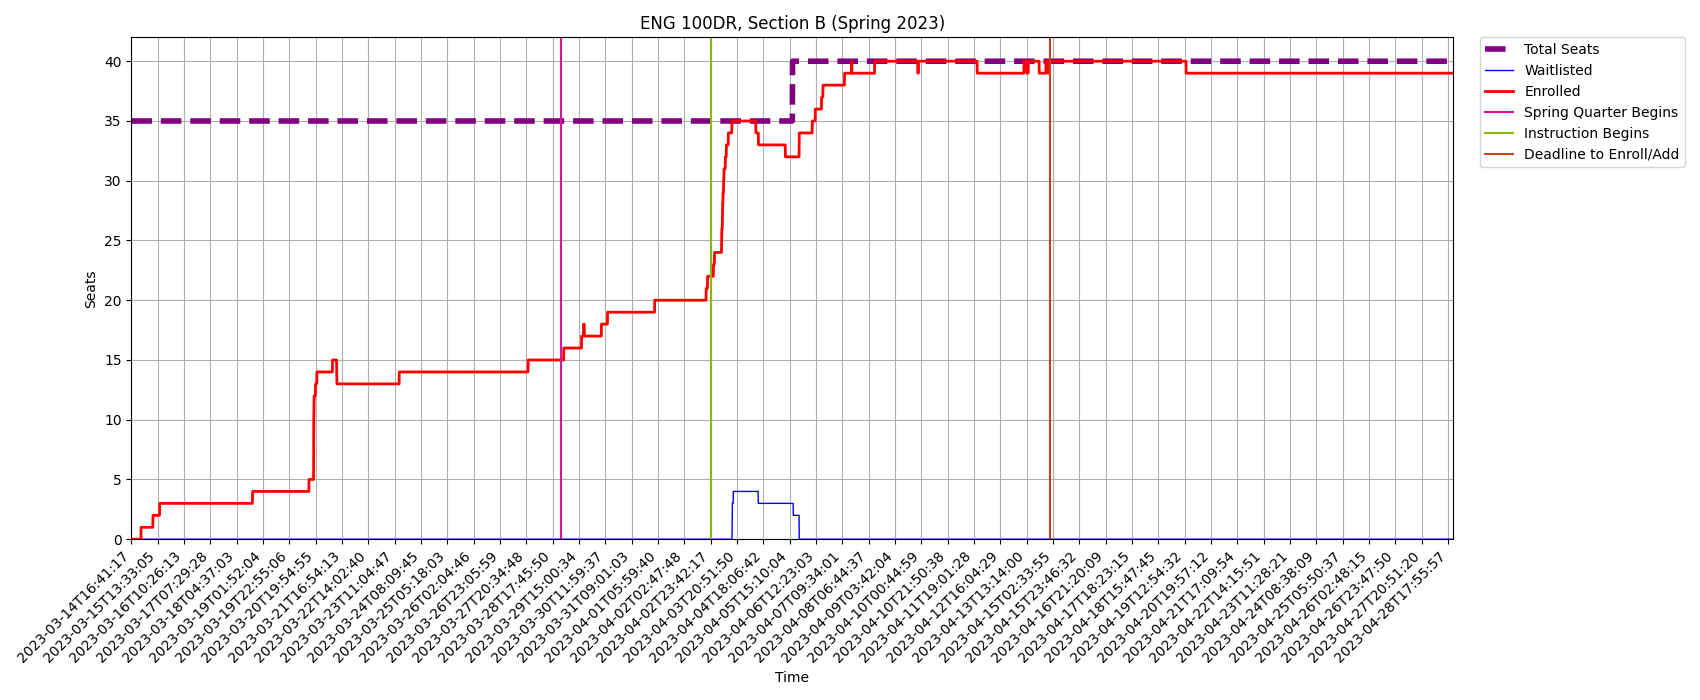 ENG 100DR, Section B (Spring 2023)
Total Seats
Waitlisted
Enrolled
Spring Quarter Begins
Instruction Begins
Deadline to Enroll/Add
Seats
40
35
30
25
20
15
10
5
0
2023-03-14T16:41:17
2023-03-15T13:33:05
2023-03-16T10:26:13
2023-03-17T07:29:28
2023-03-18T04:37:03
2023-03-19T01:52:04
2023-03-19T22:55:06
2023-03-20T19:54:55
2023-03-21T16:54:13
2023-03-22T14:02:40
2023-03-23T11:04:47
2023-03-24T08:09:45
2023-03-25T05:18:03
2023-03-26T02:04:46
2023-03-26T23:05:59
2023-03-27T20:34:48
2023-03-28T17:45:50
2023-03-29T15:00:34
2023-03-30T11:59:37
2023-03-31T09:01:03
2023-04-01T05:59:40
2023-04-02T02:47:48
2023-04-02T23:42:17
2023-04-03T20:51:50
2023-04-04T18:06:42
2023-04-05T15:10:04
2023-04-06T12:23:03
2023-04-07T09:34:01
2023-04-08T06:44:37
2023-04-09T03:42:04
2023-04-10T00:44:59
2023-04-10T21:50:38
2023-04-11T19:01:28
2023-04-12T16:04:29
2023-04-13T13:14:00
2023-04-15T02:33:55
2023-04-15T23:46:32
2023-04-16T21:20:09
2023-04-17T18:23:15
2023-04-18T15:47:45
2023-04-19T12:54:32
2023-04-20T19:57:12
2023-04-21T17:09:54
2023-04-22T14:15:51
2023-04-23T11:28:21
2023-04-24T08:38:09
2023-04-25T05:50:37
2023-04-26T02:48:15
2023-04-26T23:47:50
2023-04-27T20:51:20
2023-04-28T17:55:57
Time